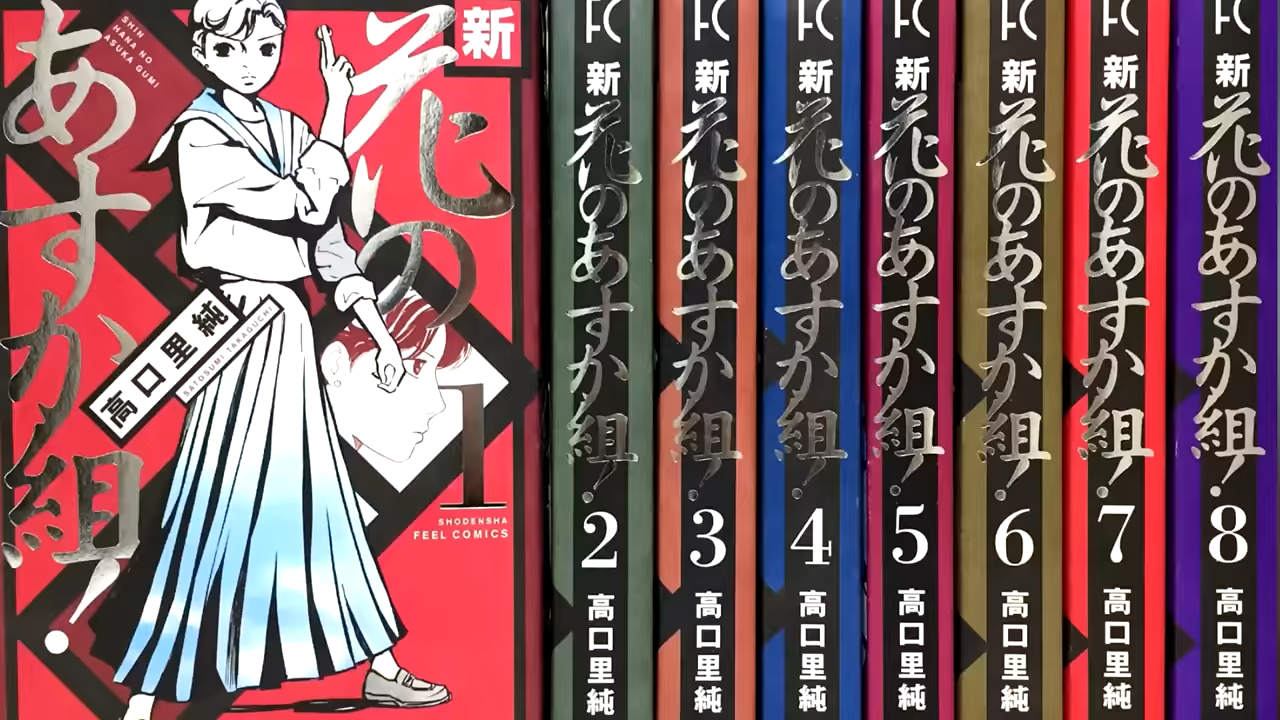 新
花の
あすか組!
SHIN
HANA NO
ASUKA GUMI
高口里純
SATOSUMI TAKAGUCHI
1
SHODENSHA
FEEL COMICS
FC
新 花のあすか組!
2
高口里純
FC
新 花のあすか組!
3
高口里純
FC
新 花のあすか組!
4
高口里純
FC
新 花のあすか組!
5
高口里純
FC
新 花のあすか組!
6
高口里純
FC
新 花のあすか組!
7
高口里純
FC
新 花のあすか組!
8
高口里純